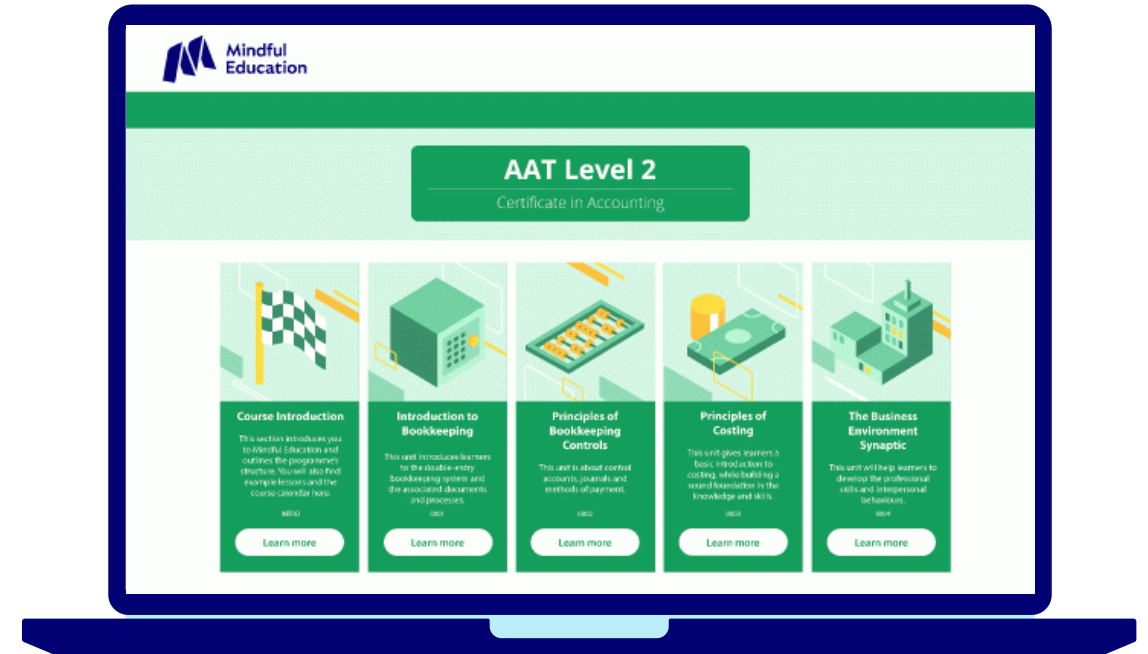 Mindful
Education
AAT Level 2
Certificate in Accounting
Course Introduction
This section introduces you
to Mindful Education and
outlines the programme's
structure. You will also find
example lessons and the
course calendar here.
INTRO
Learn more
Introduction to
Bookkeeping
This unit introduces learners
to the double-entry
bookkeeping system and
the associated documents
and processes.
Learn more
Principles of
Bookkeeping
Controls
This unit is about control
accounts, journals and
methods of payment.
Learn more
Principles of
Costing
This unit gives learners a
basic introduction to
costing, while building a
sound foundation in the
knowledge and skills.
Learn more
The Business
Environment
Synaptic
This unit will help learners to
develop the professional
skills and interpersonal
behaviours.
Learn more